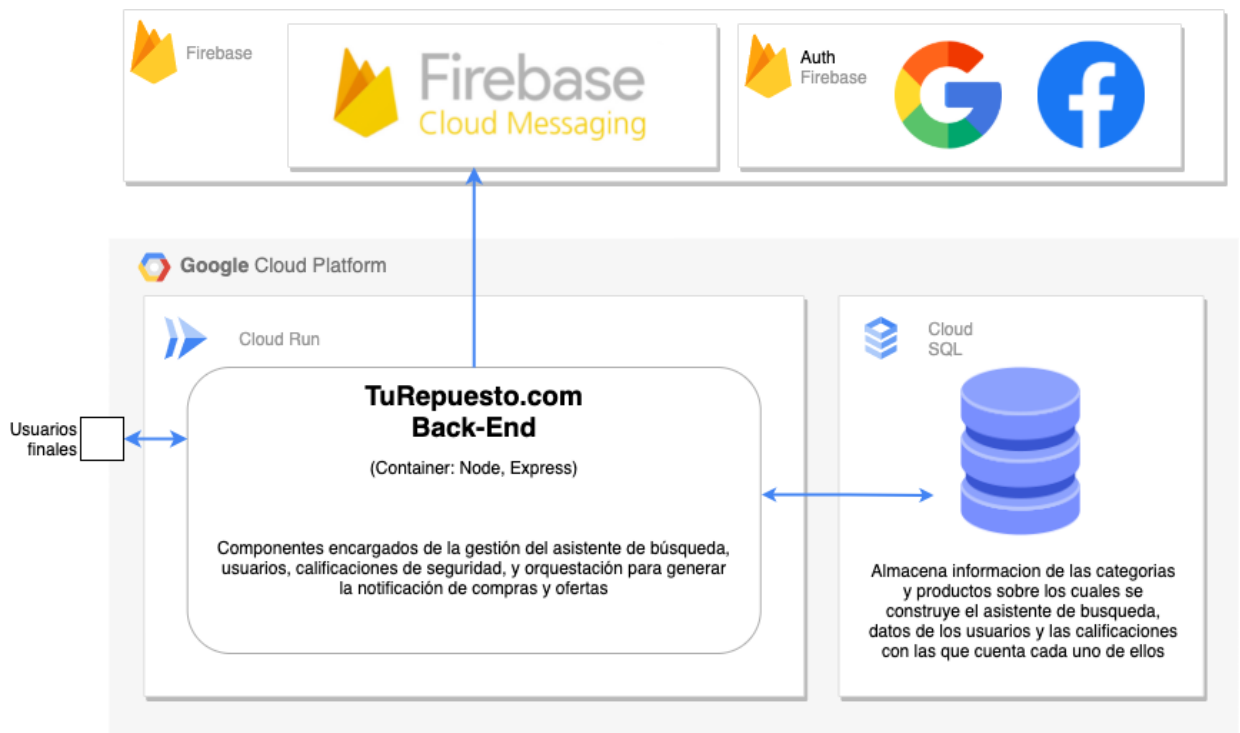 Firebase
Firebase
Cloud Messaging
Auth
Firebase
Google Cloud Platform
Cloud Run
TuRepuesto.com
Back-End
(Container: Node, Express)
Componentes encargados de la gestión del asistente de búsqueda,
usuarios, calificaciones de seguridad, y orquestación para generar
la notificación de compras y ofertas
Usuarios
finales
Cloud
SQL
Almacena informacion de las categorias
y productos sobre los cuales se
construye el asistente de busqueda,
datos de los usuarios y las calificaciones
con las que cuenta cada uno de ellos